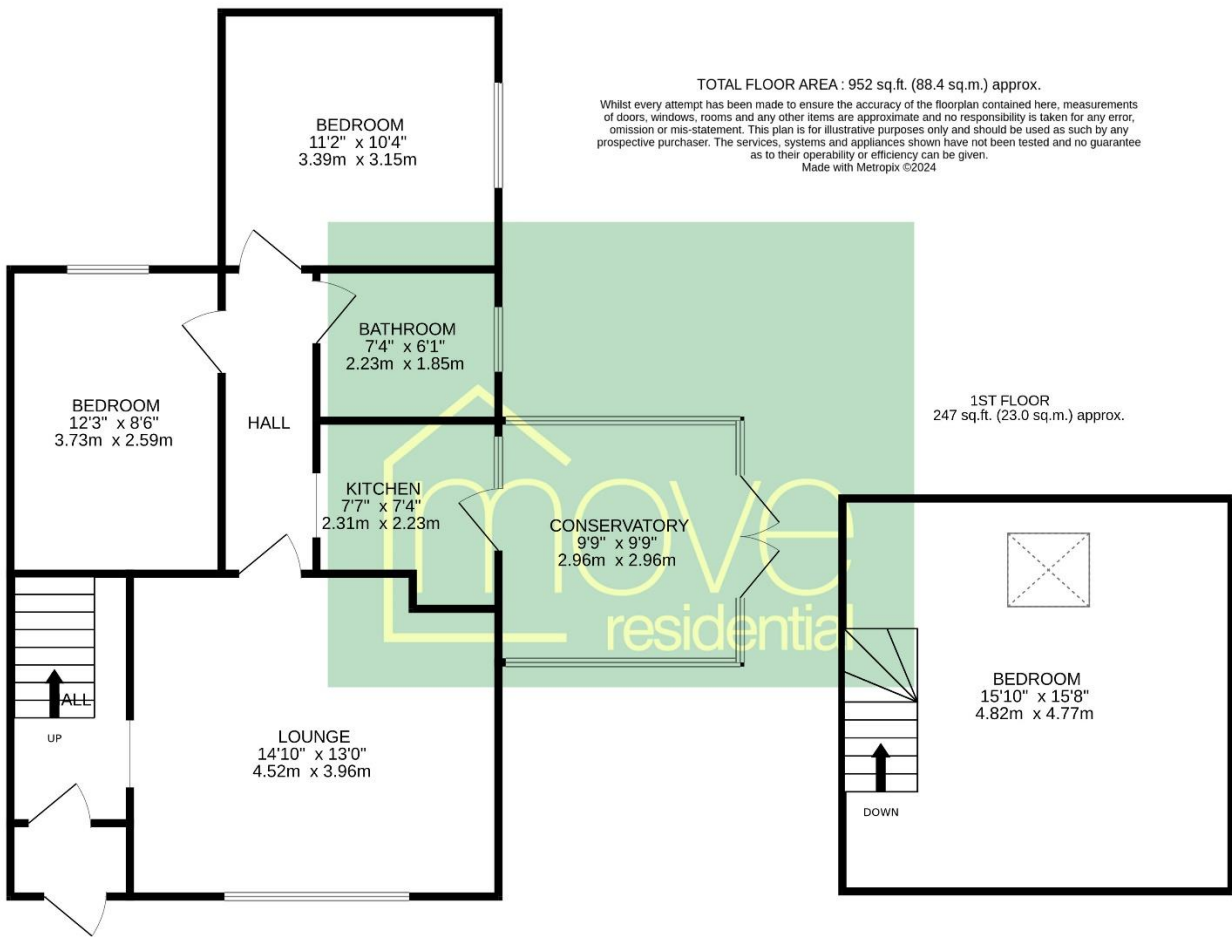 TOTAL FLOOR AREA : 952 sq.ft. (88.4 sq.m.) approx.
Whilst every attempt has been made to ensure the accuracy of the floorplan contained here, measurements
of doors, windows, rooms and any other items are approximate and no responsibility is taken for any error,
omission or mis-statement. This plan is for illustrative purposes only and should be used as such by any
prospective purchaser. The services, systems and appliances shown have not been tested and no guarantee
as to their operability or efficiency can be given.
Made with Metropix ©2024
BEDROOM
11'2" x 10'4"
3.39m x 3.15m
BATHROOM
7'4" x 6'1"
2.23m x 1.85m
BEDROOM
12'3" x 8'6"
3.73m x 2.59m
HALL
KITCHEN
7'7" x 7'4"
2.31m x 2.23m
CONSERVATORY
9'9" x 9'9"
2.96m x 2.96m
move
residential
HALL
UP
LOUNGE
14'10" x 13'0"
4.52m x 3.96m
1ST FLOOR
247 sq.ft. (23.0 sq.m.) approx.
BEDROOM
15'10" x 15'8"
4.82m x 4.77m
DOWN